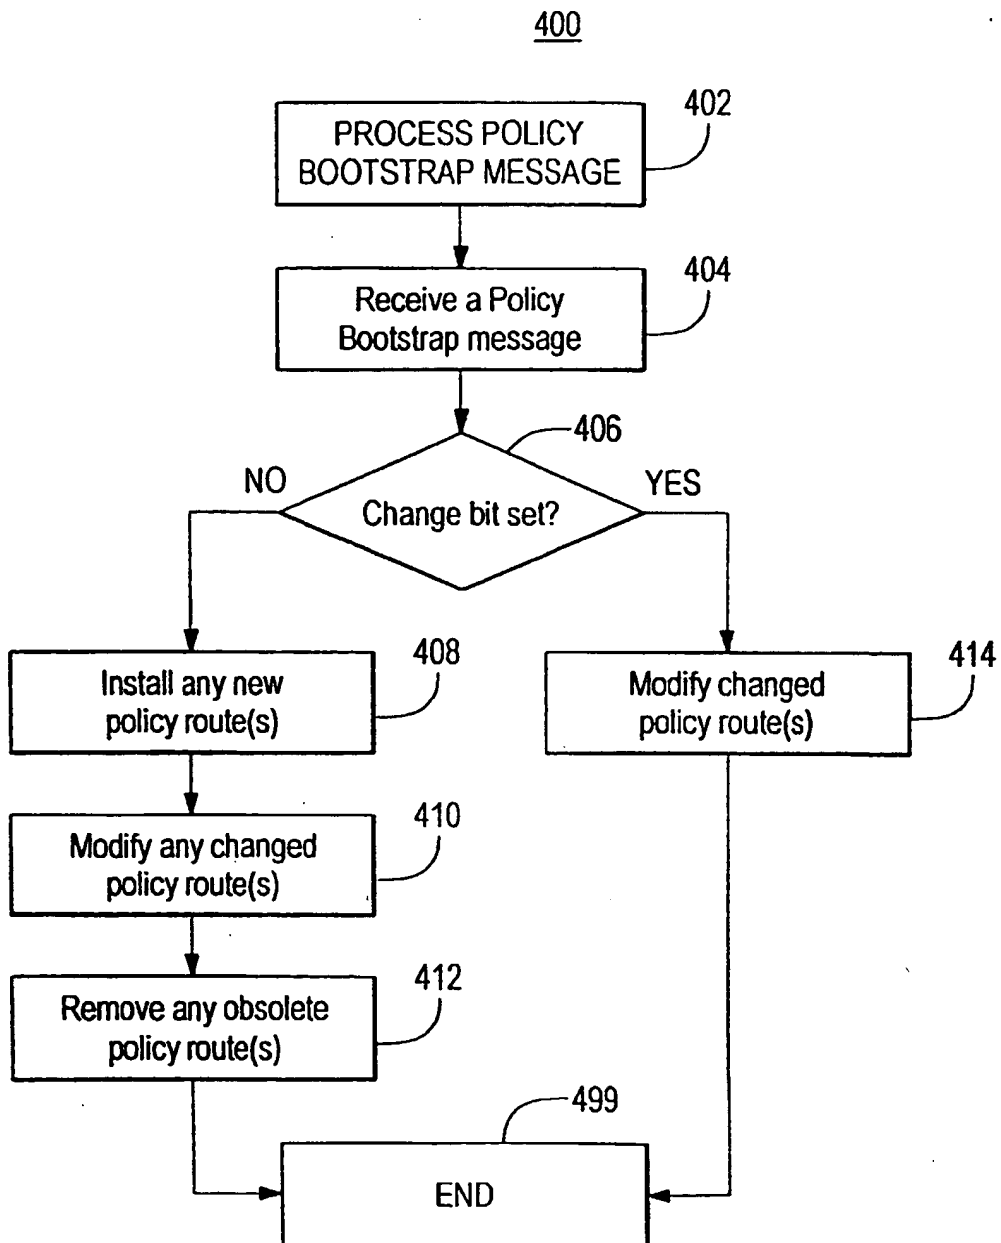 400
402
PROCESS POLICY
BOOTSTRAP MESSAGE
404
Receive a Policy
Bootstrap message
406
NO
YES
Change bit set?
408
Install any new
policy route(s)
414
Modify changed
policy route(s)
410
Modify any changed
policy route(s)
412
Remove any obsolete
policy route(s)
499
END